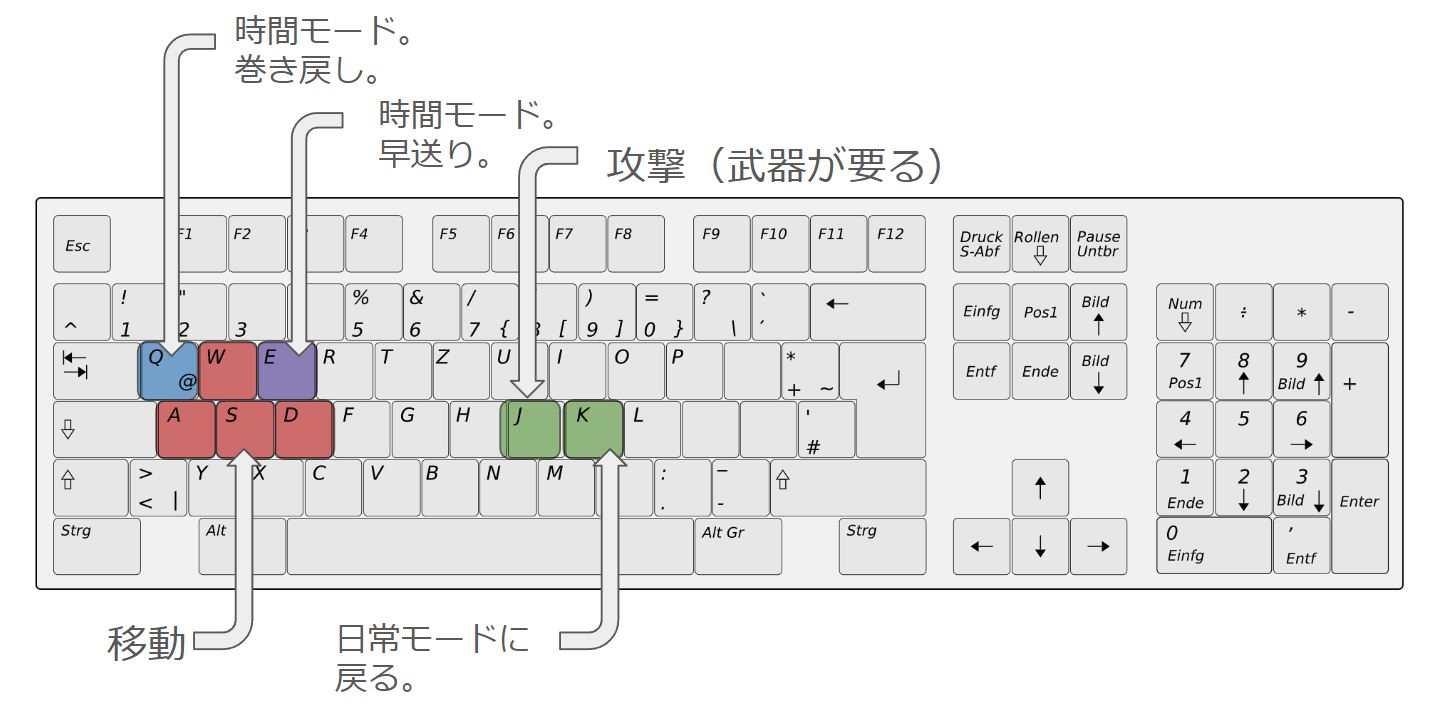 時間モード。
巻き戻し。
時間モード。
早送り。
攻撃（武器が要る）
Esc F1 F2 F4 F5 F6 F7 F8 F9 F10 F11 F12 Druck S-Abf Rollen ⇩ Pause Untbr
^ ! 1 " 2 3 % 5 & 6 / 7 { [ ) 9 ] = 0 } ? \ ` ´ ← Einfg Pos1 Bild ↑ Num ⇩ ÷ * -
Q @ W E R T Z U I O P * + ~ Entf Ende Bild ↓ 7 Pos1 8 ↑ 9 Bild ↑ +
A S D F G H J K L ' # 4 ← 5 6 →
⇧ > < | Y X C V B N M : . _ - ⇧ ↑ 1 Ende 2 ↓ 3 Bild ↓ Enter
Strg Alt Alt Gr Strg ← ↓ → 0 Einfg , Entf
移動
日常モードに
戻る。